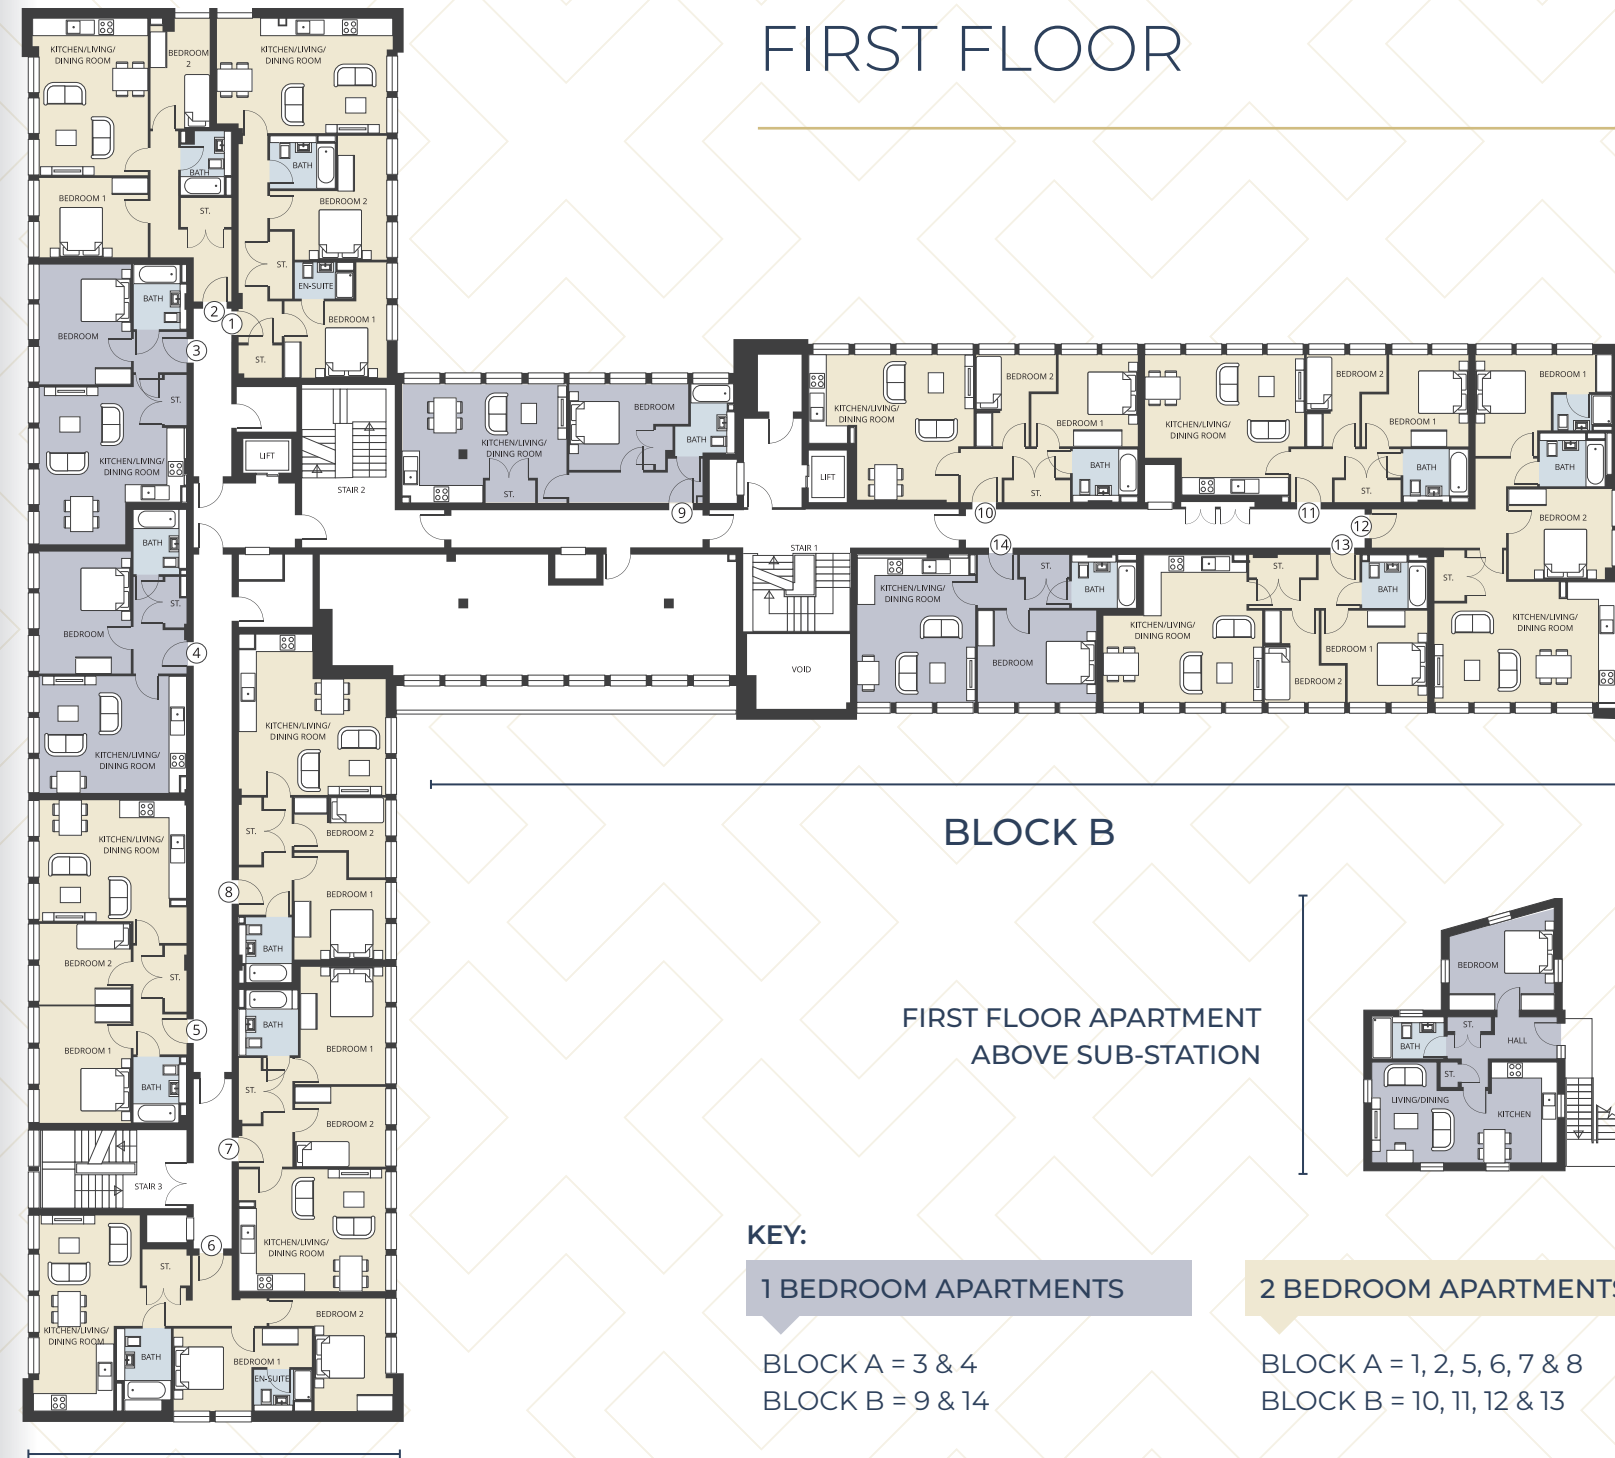 FIRST FLOOR
KITCHEN/LIVING/
DINING ROOM
BEDROOM
2
KITCHEN/LIVING/
DINING ROOM
BATH
BATH
BEDROOM 1
ST.
BEDROOM 2
ST.
EN-SUITE
BATH
2
1
BEDROOM 1
BEDROOM
3
ST.
ST.
KITCHEN/LIVING/
DINING ROOM
LIFT
STAIR 2
KITCHEN/LIVING/
DINING ROOM
BEDROOM
BATH
ST.
9
LIFT
KITCHEN/LIVING/
DINING ROOM
BEDROOM 2
BEDROOM 1
BATH
ST.
10
KITCHEN/LIVING/
DINING ROOM
BEDROOM 2
BEDROOM 1
BATH
ST.
11
BEDROOM 1
BATH
12
BEDROOM 2
STAIR 1
14
13
KITCHEN/LIVING/
DINING ROOM
ST.
BATH
BEDROOM
VOID
ST.
BATH
KITCHEN/LIVING/
DINING ROOM
BEDROOM 1
BEDROOM 2
ST.
KITCHEN/LIVING/
DINING ROOM
BATH
ST.
BEDROOM
4
KITCHEN/LIVING/
DINING ROOM
KITCHEN/LIVING/
DINING ROOM
KITCHEN/LIVING/
DINING ROOM
ST.
BEDROOM 2
8
BEDROOM 1
BATH
BEDROOM 2
ST.
5
BEDROOM 1
BATH
BATH
BEDROOM 1
ST.
BEDROOM 2
7
STAIR 3
6
KITCHEN/LIVING/
DINING ROOM
ST.
KITCHEN/LIVING/
DINING ROOM
BATH
BEDROOM 2
BEDROOM 1
EN-SUITE
BLOCK B
FIRST FLOOR APARTMENT
ABOVE SUB-STATION
BEDROOM
ST.
HALL
BATH
ST.
LIVING/DINING
KITCHEN
KEY:
1 BEDROOM APARTMENTS
BLOCK A = 3 & 4
BLOCK B = 9 & 14
2 BEDROOM APARTMENTS
BLOCK A = 1, 2, 5, 6, 7 & 8
BLOCK B = 10, 11, 12 & 13